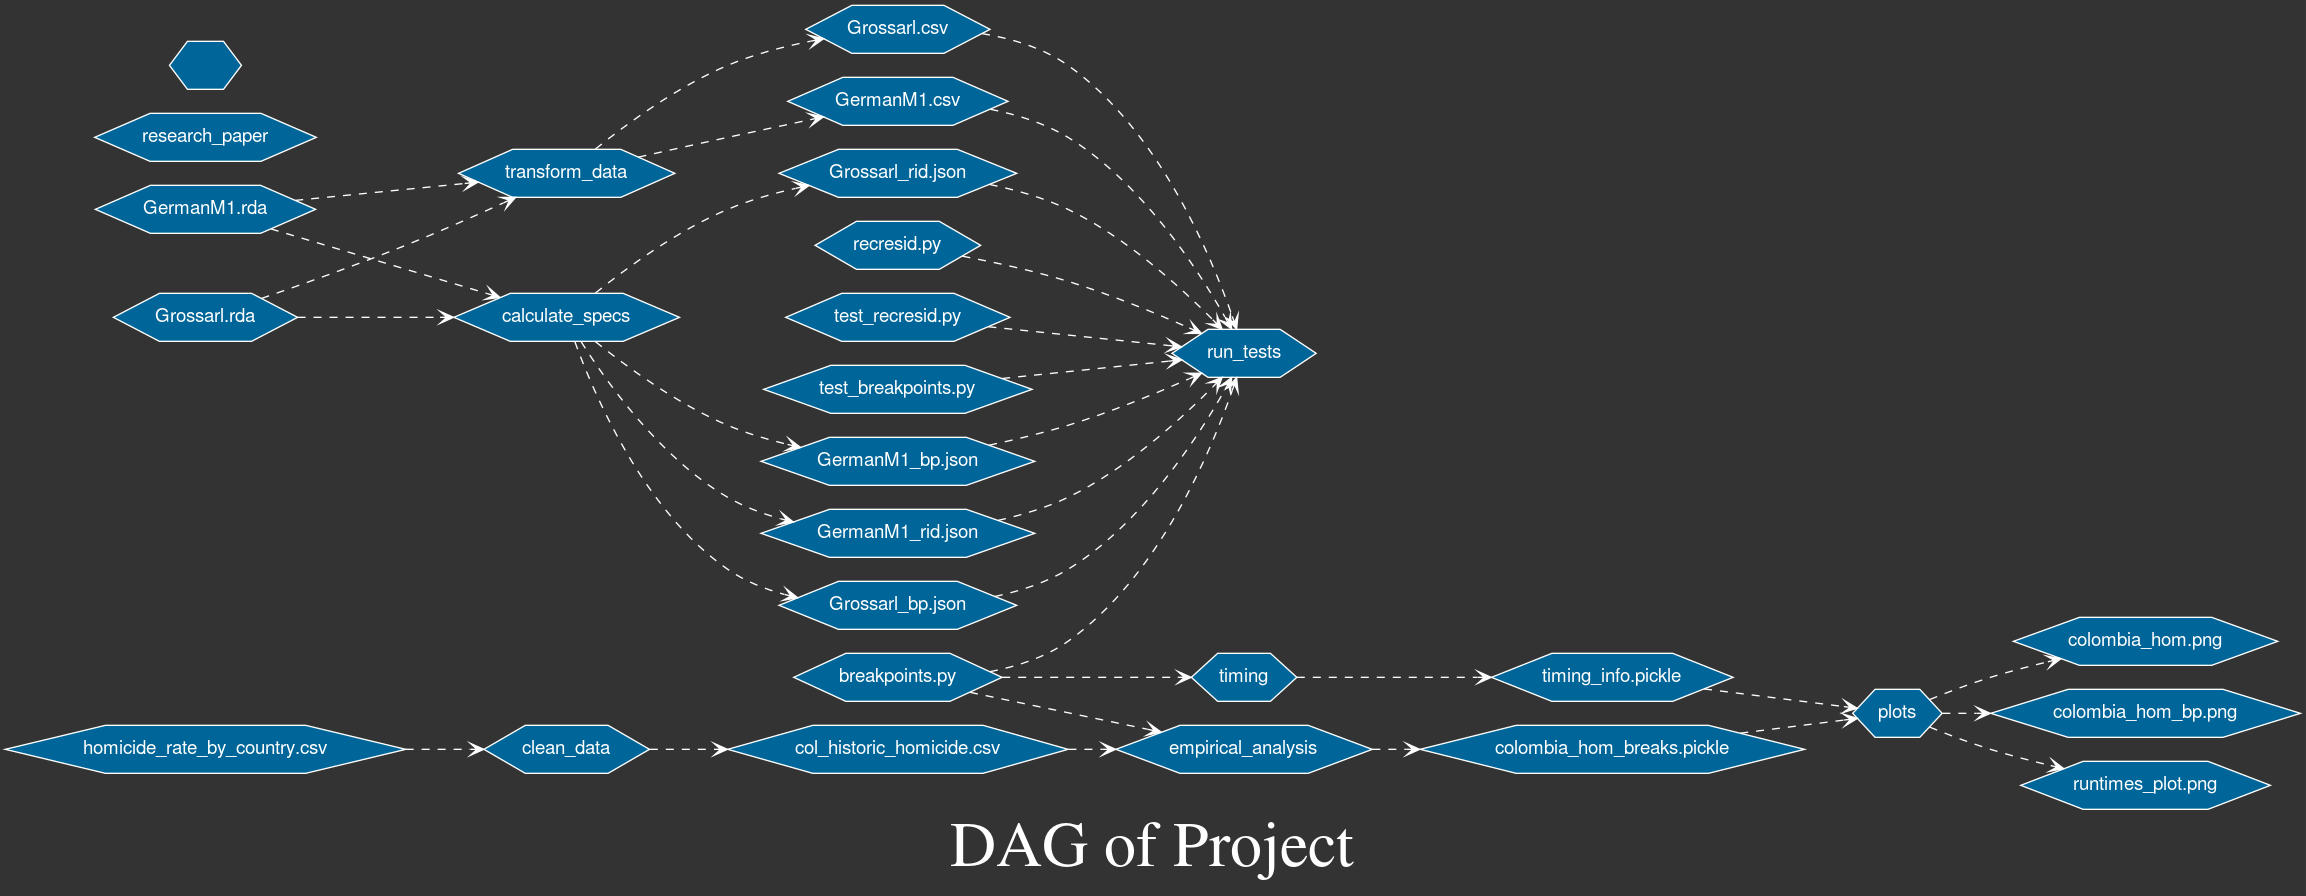 Grossarl.csv
GermanM1.csv
research_paper
transform_data
Grossarl_rid.json
GermanM1.rda
recresid.py
Grossarl.rda
calculate_specs
test_recresid.py
run_tests
test_breakpoints.py
GermanM1_bp.json
GermanM1_rid.json
Grossarl_bp.json
colombia_hom.png
breakpoints.py
timing
timing_info.pickle
plots
colombia_hom_bp.png
homicide_rate_by_country.csv
clean_data
col_historic_homicide.csv
empirical_analysis
colombia_hom_breaks.pickle
runtimes_plot.png
DAG of Project